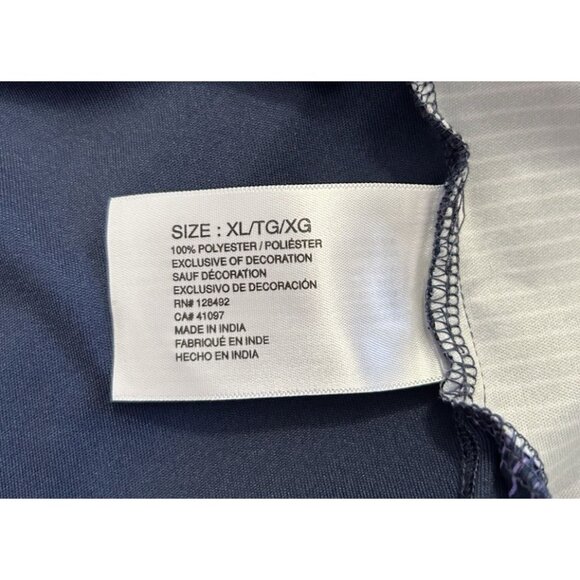 SIZE : XL/TG/XG
100% POLYESTER / POLIÉSTER
EXCLUSIVE OF DECORATION
SAUF DÉCORATION
EXCLUSIVO DE DECORACIÓN
RN# 128492
CA# 41097
MADE IN INDIA
FABRIQUÉ EN INDE
HECHO EN INDIA